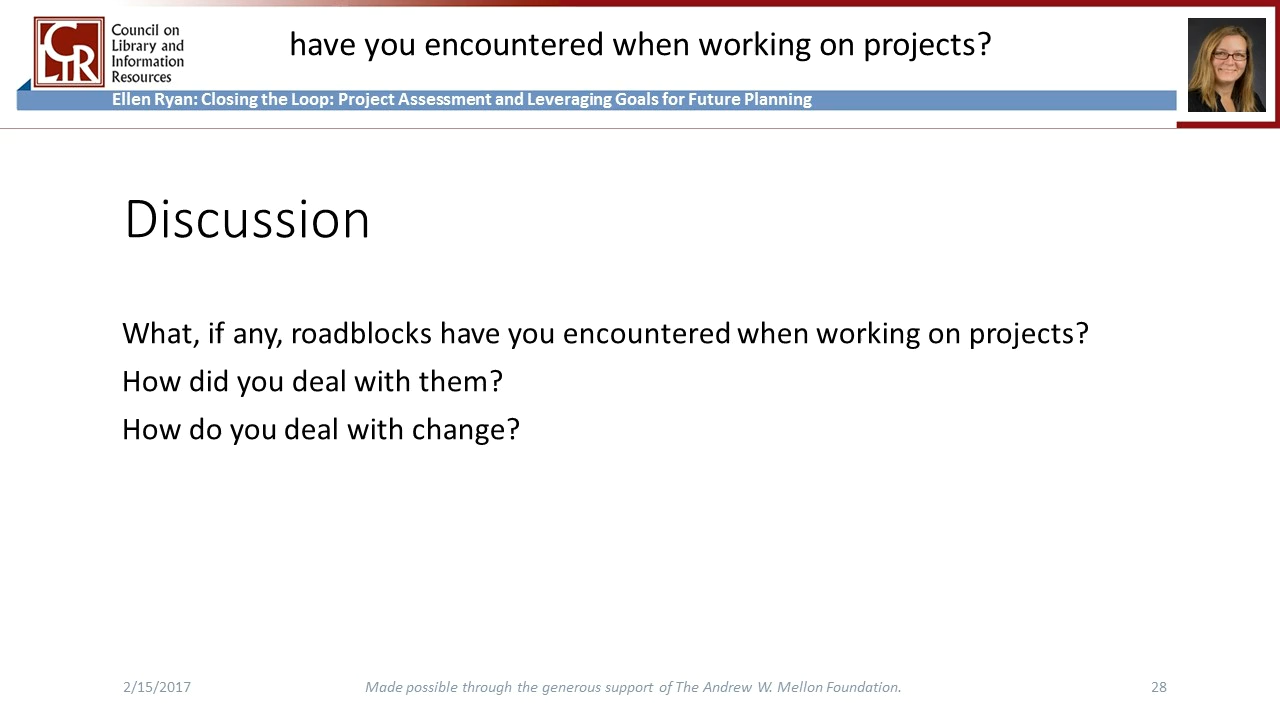 CLIR
Council on
Library and
Information
Resources
have you encountered when working on projects?
Ellen Ryan: Closing the Loop: Project Assessment and Leveraging Goals for Future Planning
Discussion
What, if any, roadblocks have you encountered when working on projects?
How did you deal with them?
How do you deal with change?
2/15/2017
Made possible through the generous support of The Andrew W. Mellon Foundation.
28